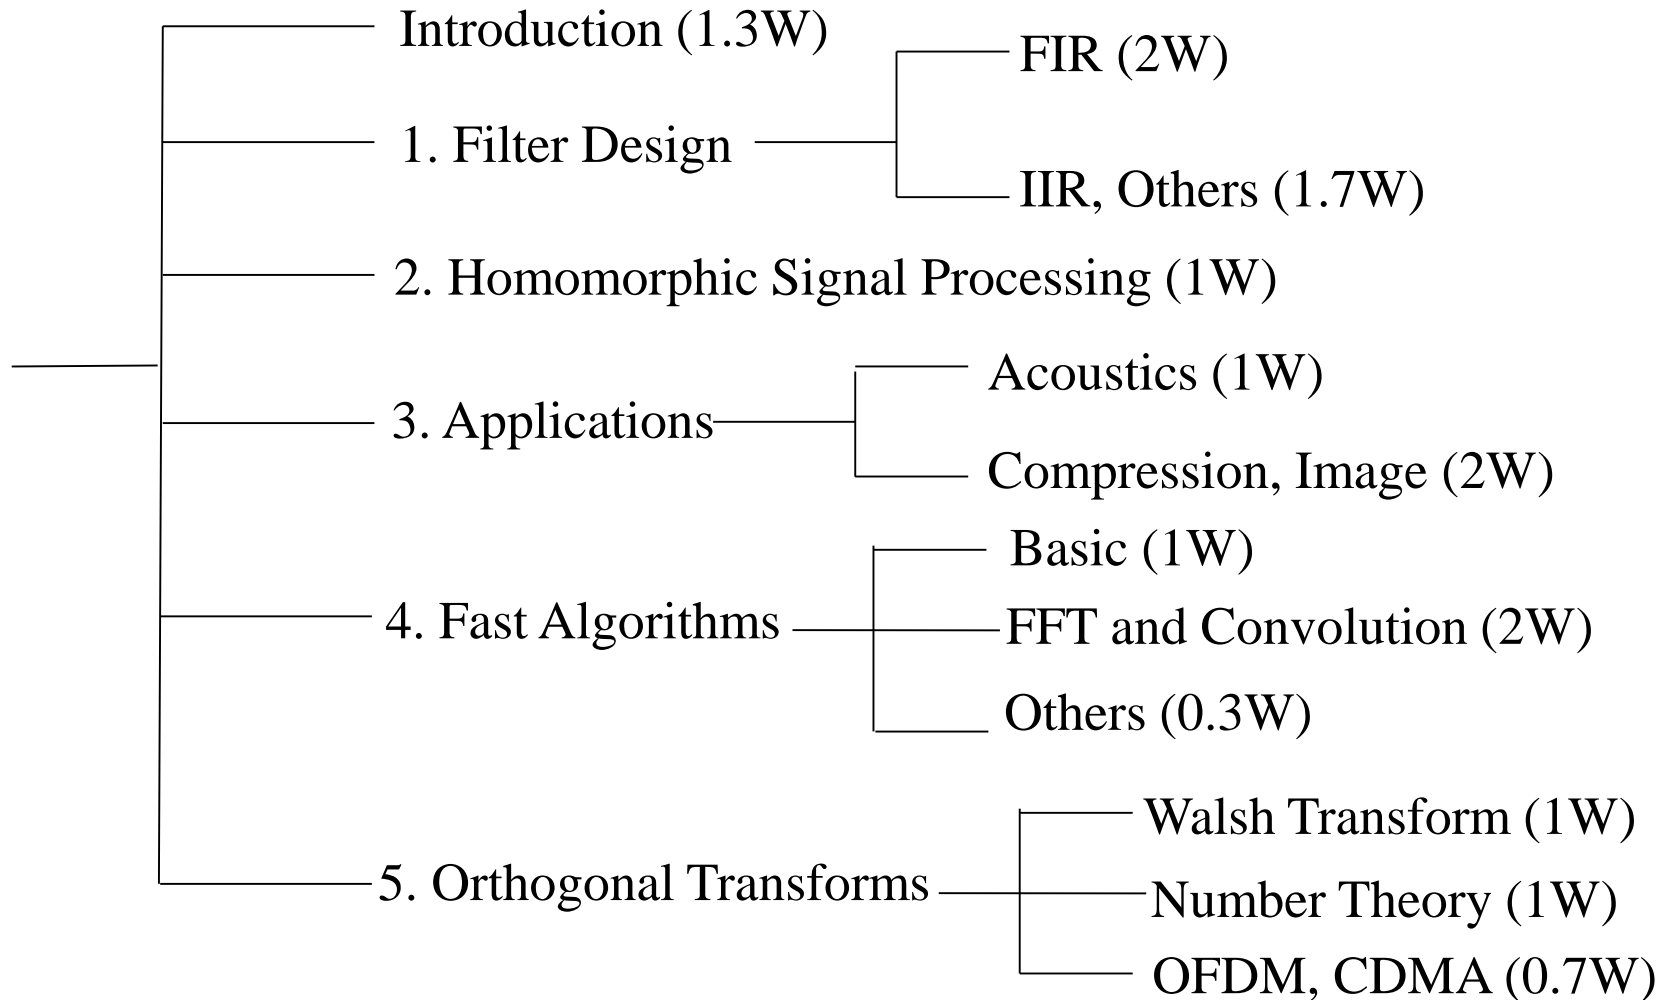 Introduction (1.3W)
1. Filter Design
FIR (2W)
IIR, Others (1.7W)
2. Homomorphic Signal Processing (1W)
3. Applications
Acoustics (1W)
Compression, Image (2W)
4. Fast Algorithms
Basic (1W)
FFT and Convolution (2W)
Others (0.3W)
5. Orthogonal Transforms
Walsh Transform (1W)
Number Theory (1W)
OFDM, CDMA (0.7W)